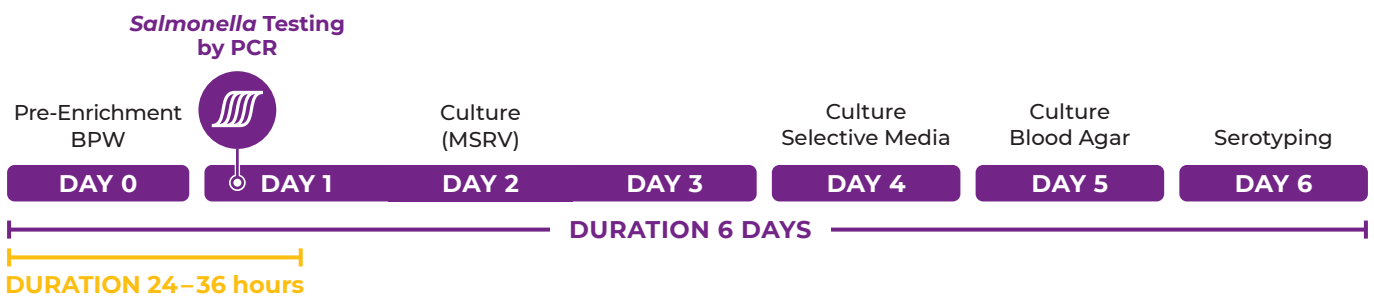 Salmonella Testing
by PCR
Pre-Enrichment
BPW
Culture
(MSRV)
Culture
Selective Media
Culture
Blood Agar
Serotyping
DAY 0
DAY 1
DAY 2
DAY 3
DAY 4
DAY 5
DAY 6
DURATION 6 DAYS
DURATION 24–36 hours